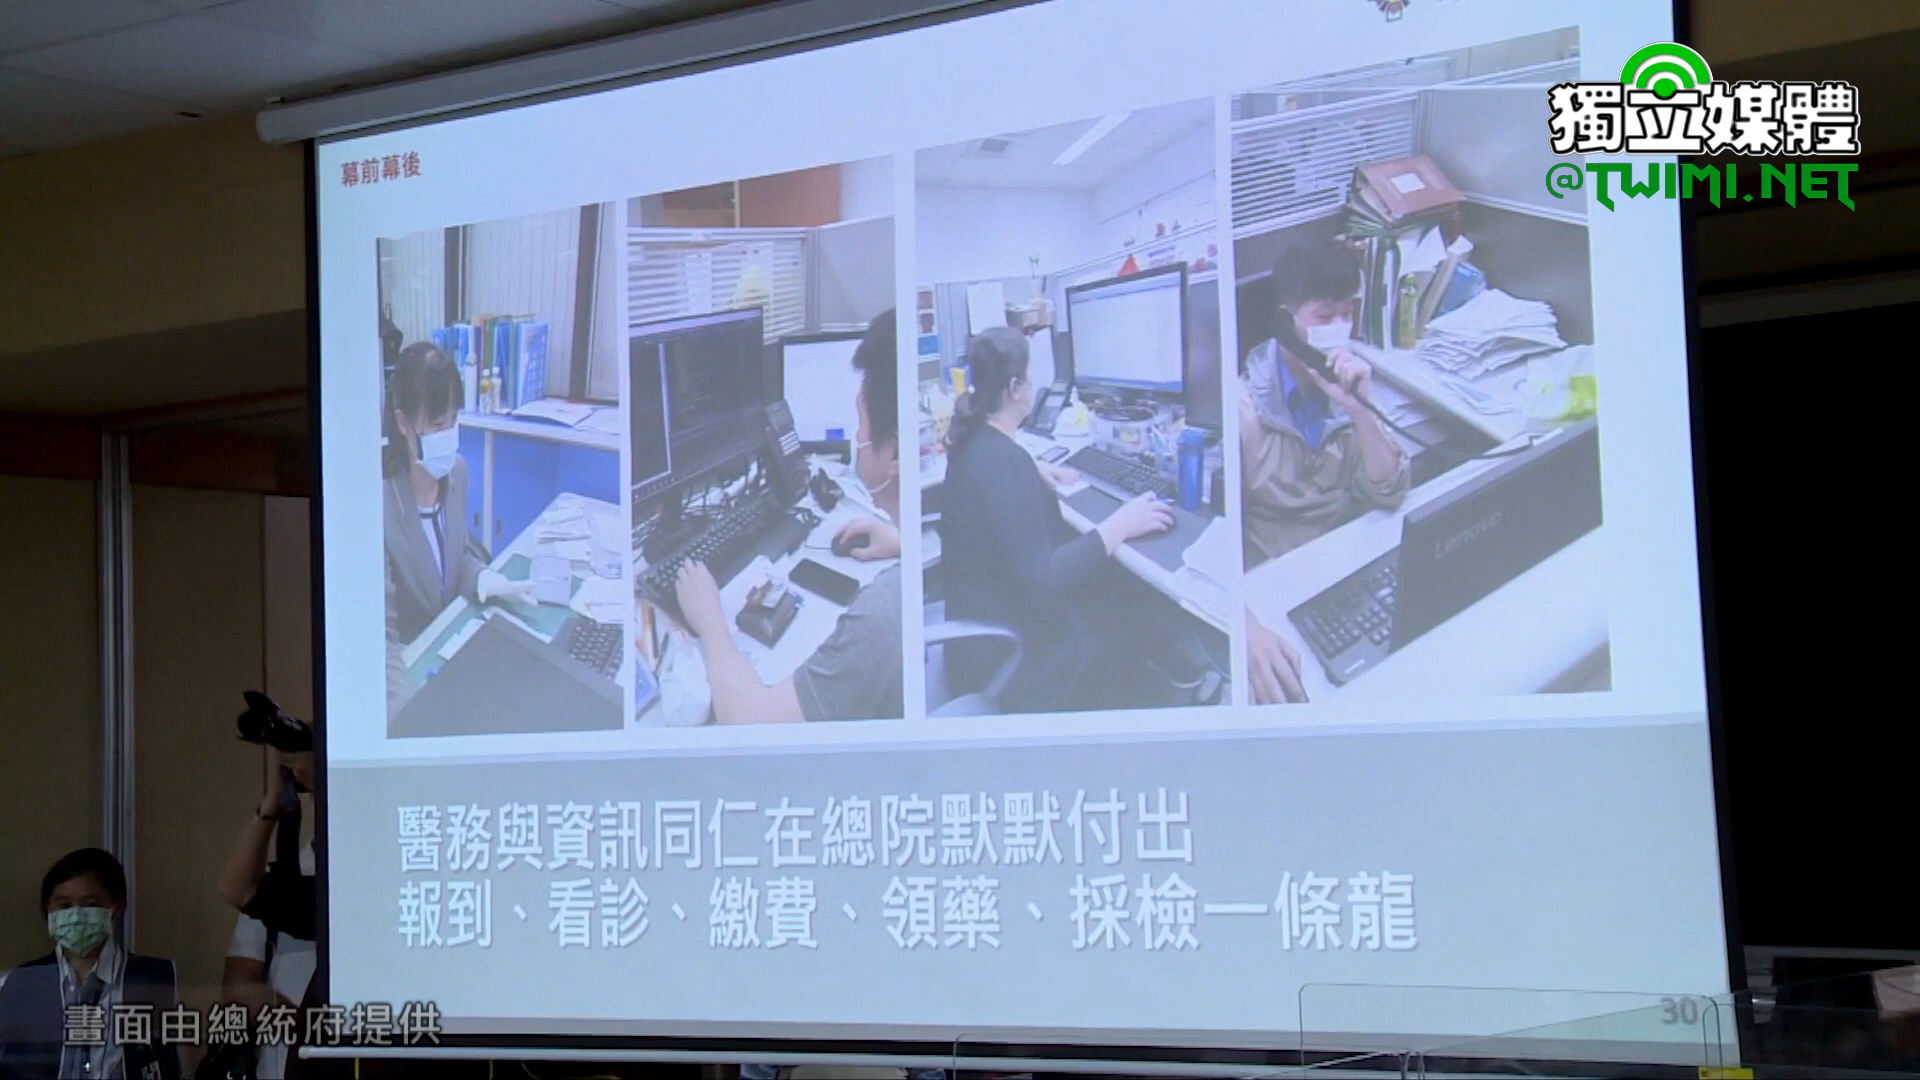 獨立媒體
@TWIMI.NET
幕前幕後
Lenovo
醫務與資訊同仁在總院默默付出
報到、看診、繳費、領藥、採檢一條龍
30
畫面由總統府提供